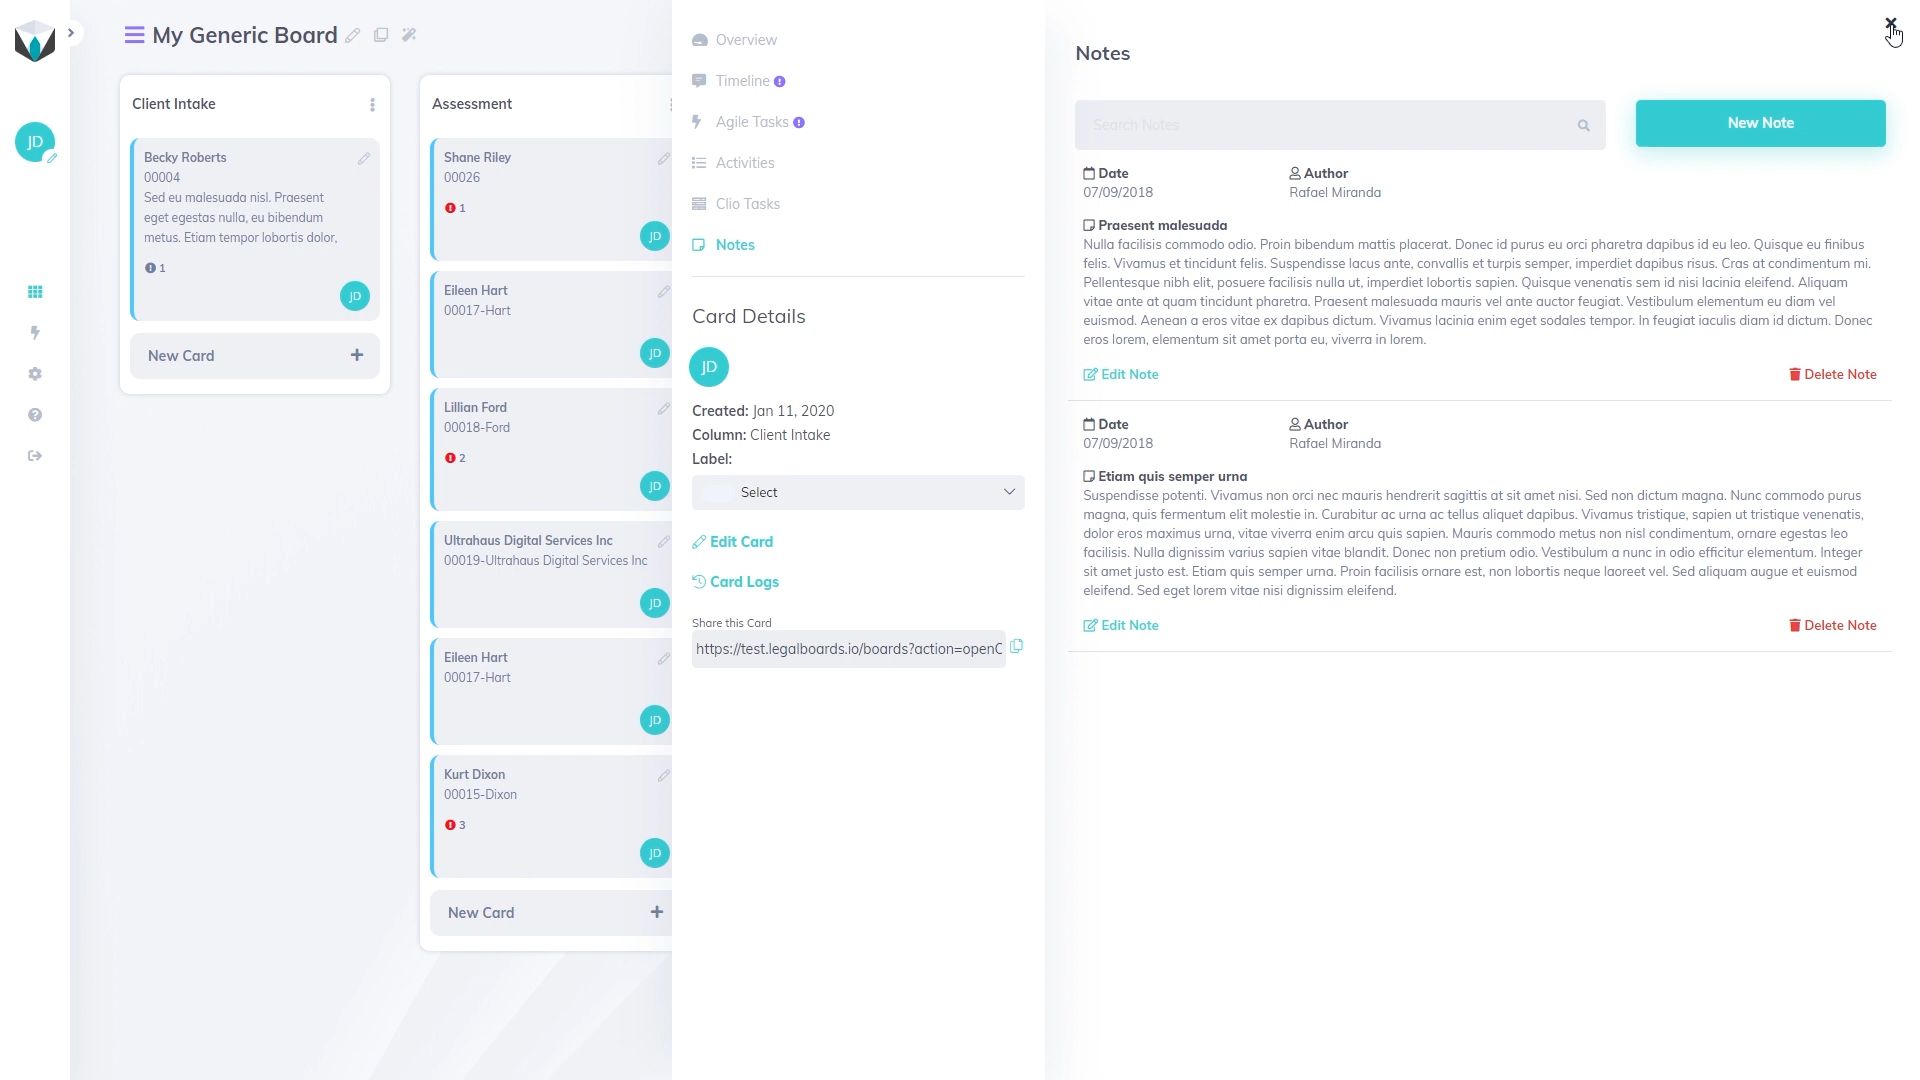 My Generic Board
JD
Client Intake
Becky Roberts
00004
Sed eu malesuada nisl. Praesent
eget egestas nulla, eu bibendum
metus. Etiam tempor lobortis dolor,
1
JD
New Card
Assessment
Shane Riley
00026
1
JD
Eileen Hart
00017-Hart
JD
Lillian Ford
00018-Ford
2
JD
Ultrahaus Digital Services Inc
00019-Ultrahaus Digital Services Inc
JD
Eileen Hart
00017-Hart
JD
Kurt Dixon
00015-Dixon
3
JD
New Card
Overview
Timeline
Agile Tasks
Activities
Clio Tasks
Notes
Card Details
JD
Created: Jan 11, 2020
Column: Client Intake
Label:
Select
Edit Card
Card Logs
Share this Card
https://test.legalboards.io/boards?action=openC
Notes
Search Notes
New Note
Date
07/09/2018
Author
Rafael Miranda
Praesent malesuada
Nulla facilisis commodo odio. Proin bibendum mattis placerat. Donec id purus eu orci pharetra dapibus id eu leo. Quisque eu finibus
felis. Vivamus et tincidunt felis. Suspendisse lacus ante, convallis et turpis semper, imperdiet dapibus risus. Cras at condimentum mi.
Pellentesque nibh elit, posuere facilisis nulla ut, imperdiet lobortis sapien. Quisque venenatis sem id nisi lacinia eleifend. Aliquam
vitae ante at quam tincidunt pharetra. Praesent malesuada mauris vel ante auctor feugiat. Vestibulum elementum eu diam vel
euismod. Aenean a eros vitae ex dapibus dictum. Vivamus lacinia enim eget sodales tempor. In feugiat iaculis diam id dictum. Donec
eros lorem, elementum sit amet porta eu, viverra in lorem.
Edit Note
Delete Note
Date
07/09/2018
Author
Rafael Miranda
Etiam quis semper urna
Suspendisse potenti. Vivamus non orci nec mauris hendrerit sagittis at sit amet nisi. Sed non dictum magna. Nunc commodo purus
magna, quis fermentum elit molestie in. Curabitur ac urna ac tellus aliquet dapibus. Vivamus tristique, sapien ut tristique venenatis,
dolor eros maximus urna, vitae viverra enim arcu quis sapien. Mauris commodo metus non nisl condimentum, ornare egestas leo
facilisis. Nulla dignissim varius sapien vitae blandit. Donec non pretium odio. Vestibulum a nunc in odio efficitur elementum. Integer
sit amet justo est. Etiam quis semper urna. Proin facilisis ornare est, non lobortis neque laoreet vel. Sed aliquam augue et euismod
eleifend. Sed eget lorem vitae nisi dignissim eleifend.
Edit Note
Delete Note